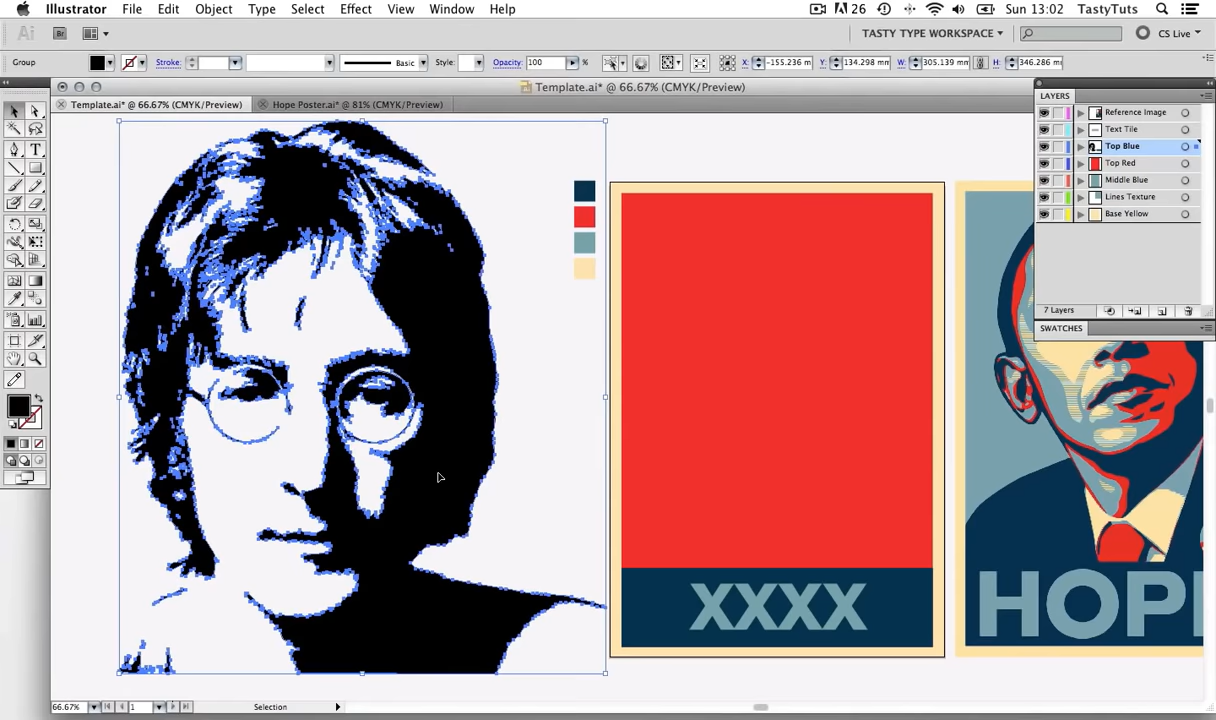 Illustrator File Edit Object Type Select Effect View Window Help 26 Sun 13:02 TastyTuts
Ai Br TASTY TYPE WORKSPACE CS Live
Group Stroke: Basic Style: Opacity: 100 X: -155.236 m Y: 134.298 mm W: 305.139 mm H: 346.286 mm
Template.ai* @ 66.67% (CMYK/Preview)
Template.ai* @ 66.67% (CMYK/Preview) Hope Poster.ai* @ 81% (CMYK/Preview)
LAYERS
Reference Image
Text Tile
Top Blue
Top Red
Middle Blue
Lines Texture
Base Yellow
7 Layers
SWATCHES
XXXX
HOP
66.67% 1 Selection